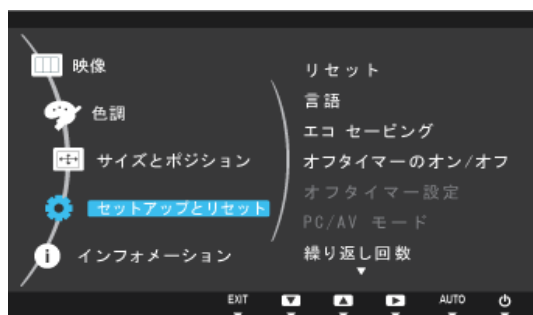 映像
色調
サイズとポジション
セットアップとリセット
インフォメーション
リセット
言語
エコ セービング
オフタイマーのオン/オフ
オフタイマー設定
PC/AV モード
繰り返し回数
EXIT
AUTO